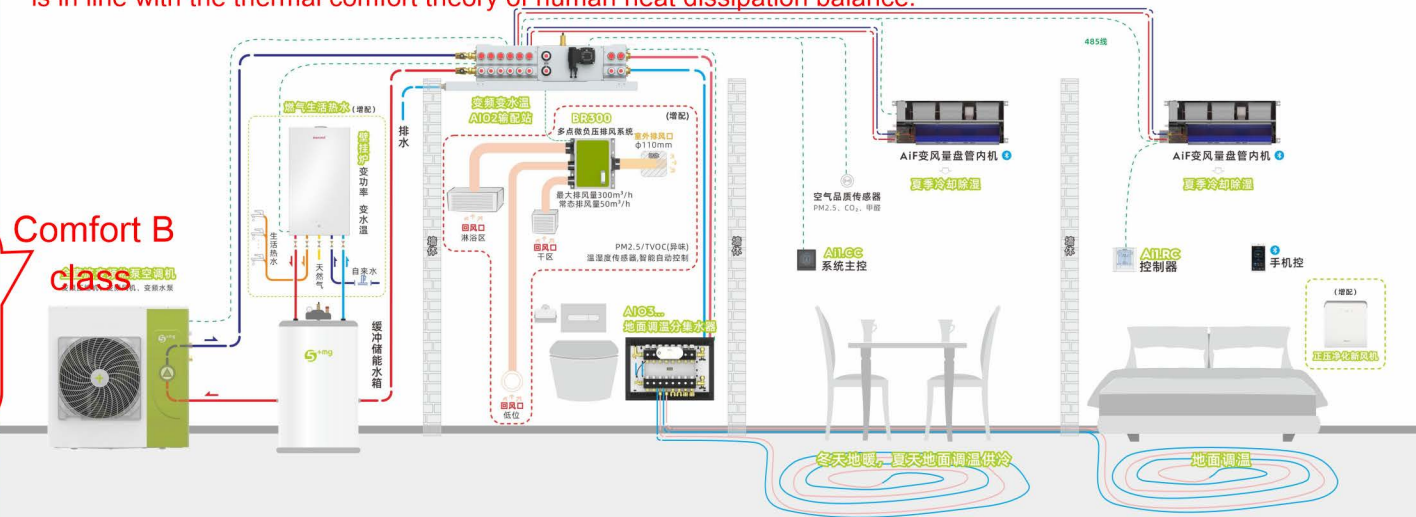 is in line with the thermal comfort theory of human heat dissipation balance.
485线
燃气生活热水(增配)
壁挂炉 变功率 变水温
排水
生活热水
天然气
自来水
Comfort B
class
缓冲储能水箱
S+mg
S+mg
变频变水温
AIO2输配站
BR300
(增配)
多点微负压排风系统
室外排风口
φ110mm
最大排风量300m³/h
常态排风量50m³/h
回风口
淋浴区
回风口
干区
PM2.5/TVOC(异味)
温湿度传感器,智能自动控制
AIO3...
地面调温分集水器
回风口
低位
墙体
墙体
墙体
AiF变风量盘管内机
夏季冷却除湿
空气品质传感器
PM2.5、CO₂、甲醛
AI1.CC
系统主控
AiF变风量盘管内机
夏季冷却除湿
AI1.RC
控制器
手机控
(增配)
正压净化新风机
冬天地暖，夏天地面调温供冷
地面调温